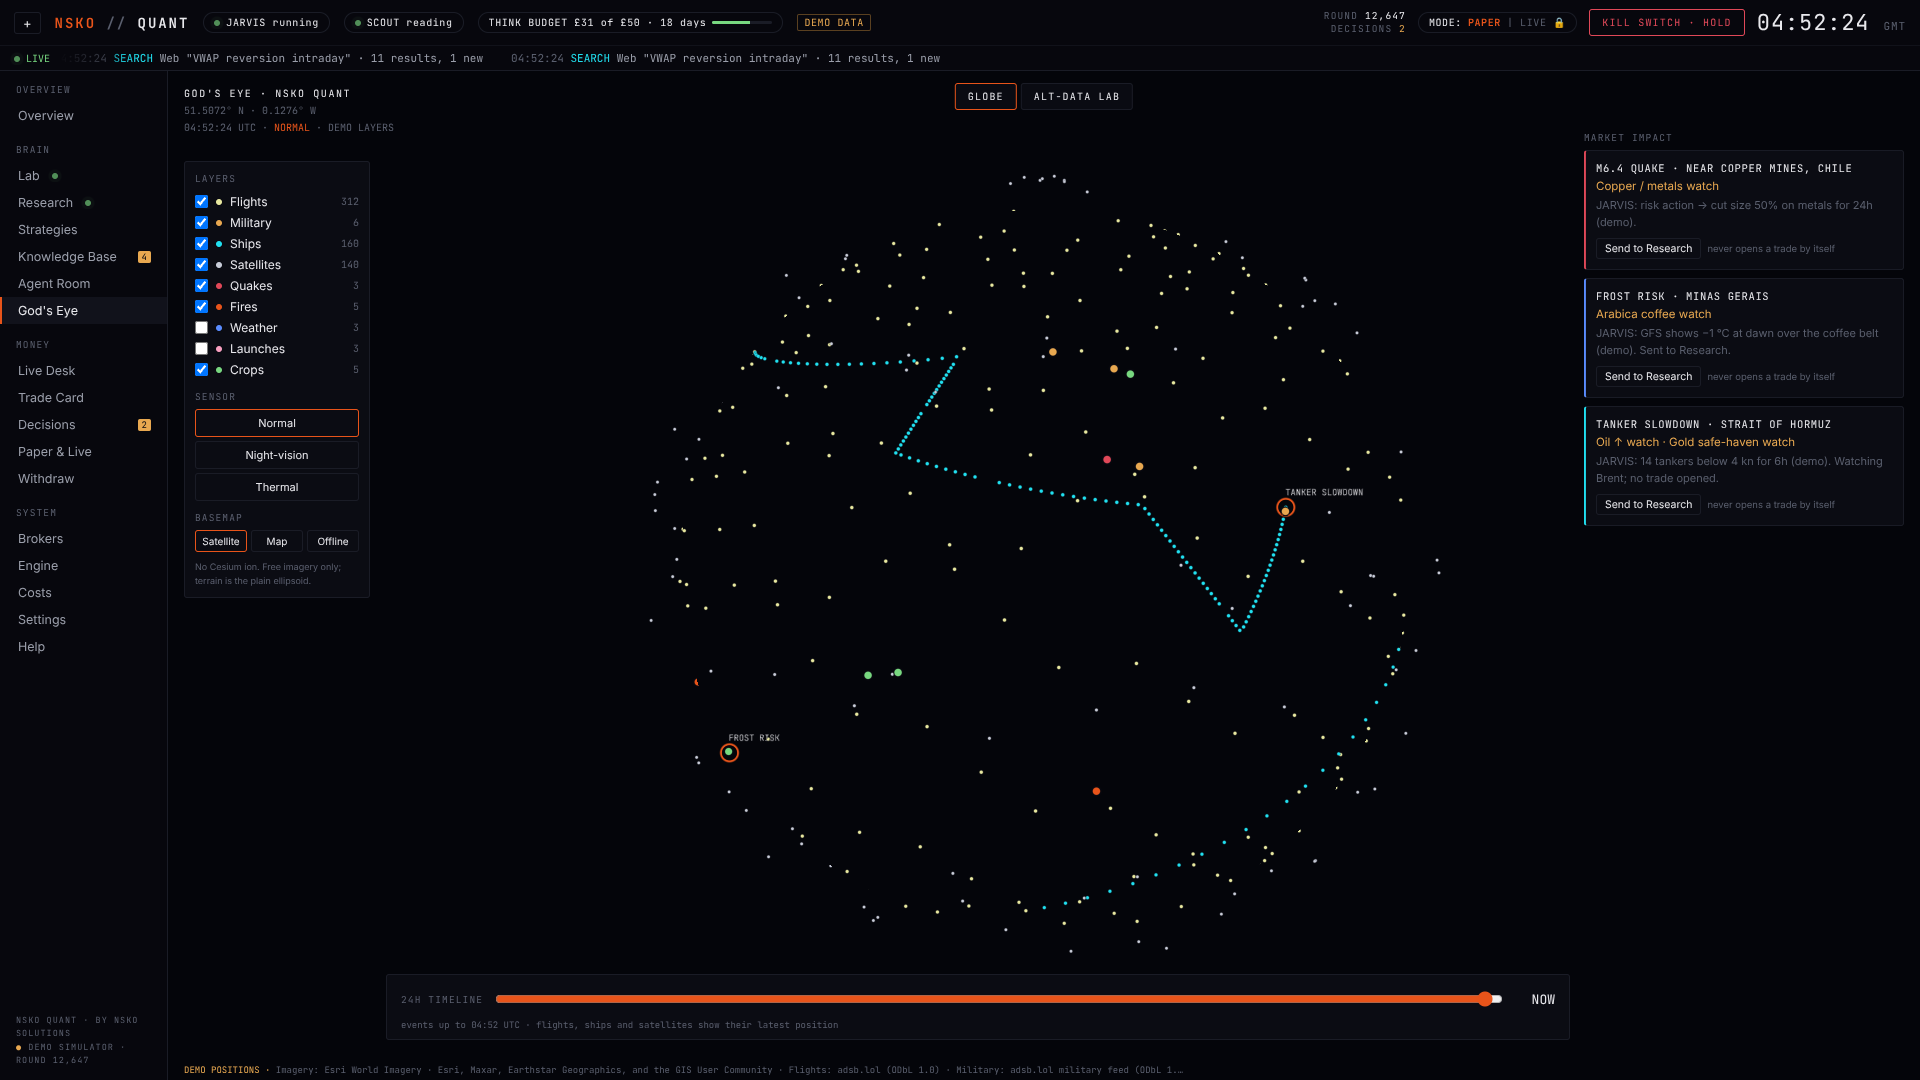 +
NSKO // QUANT
JARVIS running
SCOUT reading
THINK BUDGET £31 of £50 · 18 days
DEMO DATA
ROUND 12,647
DECISIONS 2
MODE: PAPER | LIVE 🔒
KILL SWITCH · HOLD
04:52:24 GMT
LIVE
SEARCH Web "VWAP reversion intraday" · 11 results, 1 new
04:52:24 SEARCH Web "VWAP reversion intraday" · 11 results, 1 new
OVERVIEW
Overview
BRAIN
Lab
Research
Strategies
Knowledge Base 4
Agent Room
God's Eye
MONEY
Live Desk
Trade Card
Decisions 2
Paper & Live
Withdraw
SYSTEM
Brokers
Engine
Costs
Settings
Help
NSKO QUANT · BY NSKO
SOLUTIONS
DEMO SIMULATOR ·
ROUND 12,647
GOD'S EYE · NSKO QUANT
51.5072° N · 0.1276° W
04:52:24 UTC · NORMAL · DEMO LAYERS
GLOBE
ALT-DATA LAB
LAYERS
Flights 312
Military 6
Ships 160
Satellites 140
Quakes 3
Fires 5
Weather 3
Launches 3
Crops 5
SENSOR
Normal
Night-vision
Thermal
BASEMAP
Satellite
Map
Offline
No Cesium ion. Free imagery only;
terrain is the plain ellipsoid.
TANKER SLOWDOWN
FROST RISK
MARKET IMPACT
M6.4 QUAKE · NEAR COPPER MINES, CHILE
Copper / metals watch
JARVIS: risk action → cut size 50% on metals for 24h
(demo).
Send to Research
never opens a trade by itself
FROST RISK · MINAS GERAIS
Arabica coffee watch
JARVIS: GFS shows −1 °C at dawn over the coffee belt
(demo). Sent to Research.
Send to Research
never opens a trade by itself
TANKER SLOWDOWN · STRAIT OF HORMUZ
Oil ↑ watch · Gold safe-haven watch
JARVIS: 14 tankers below 4 kn for 6h (demo). Watching
Brent; no trade opened.
Send to Research
never opens a trade by itself
24H TIMELINE
NOW
events up to 04:52 UTC · flights, ships and satellites show their latest position
DEMO POSITIONS · Imagery: Esri World Imagery · Esri, Maxar, Earthstar Geographics, and the GIS User Community · Flights: adsb.lol (ODbL 1.0) · Military: adsb.lol military feed (ODbL 1.…